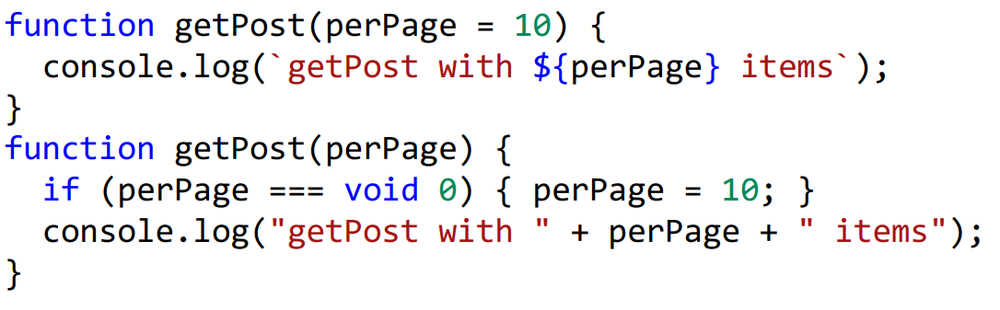 function getPost(perPage = 10) {
  console.log(`getPost with ${perPage} items`);
}
function getPost(perPage) {
  if (perPage === void 0) { perPage = 10; }
  console.log("getPost with " + perPage + " items");
}